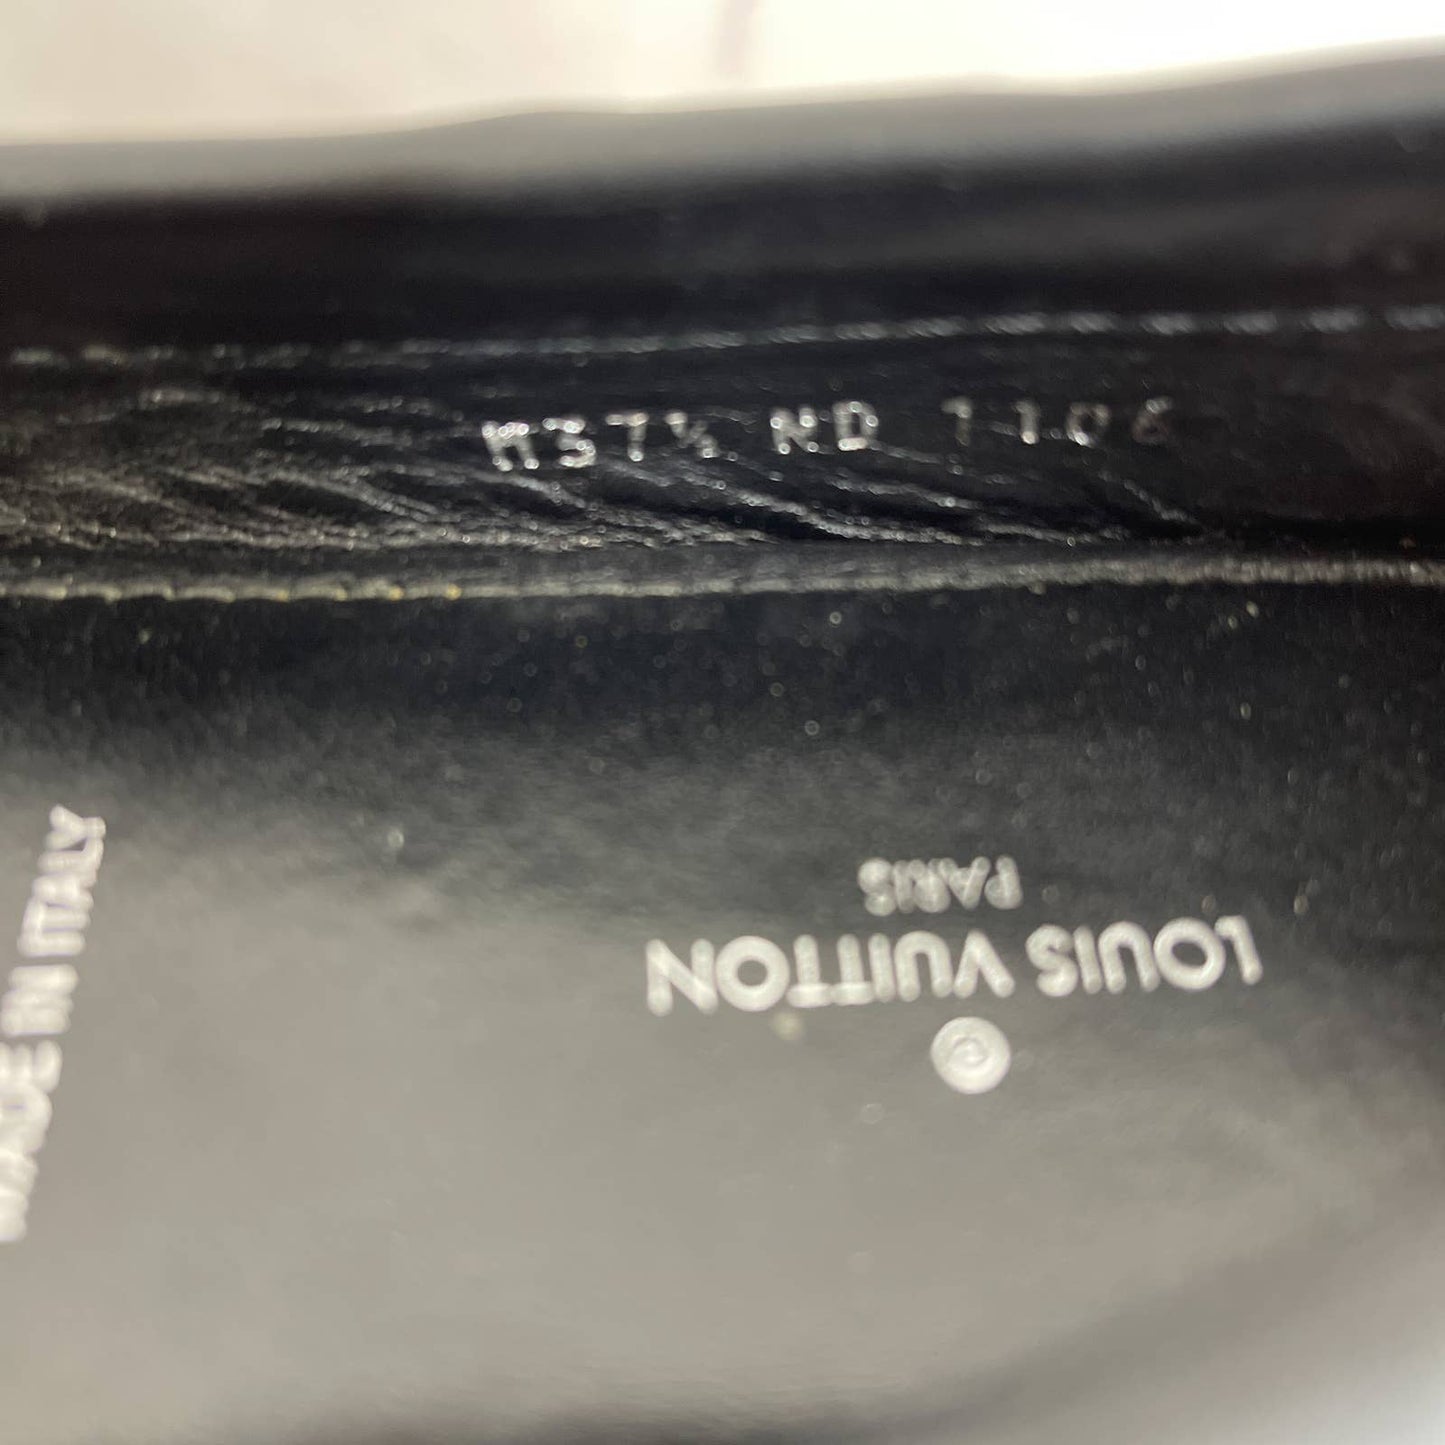 M37½ ND 1106
LOUIS VUITTON
PARIS
MADE IN ITALY